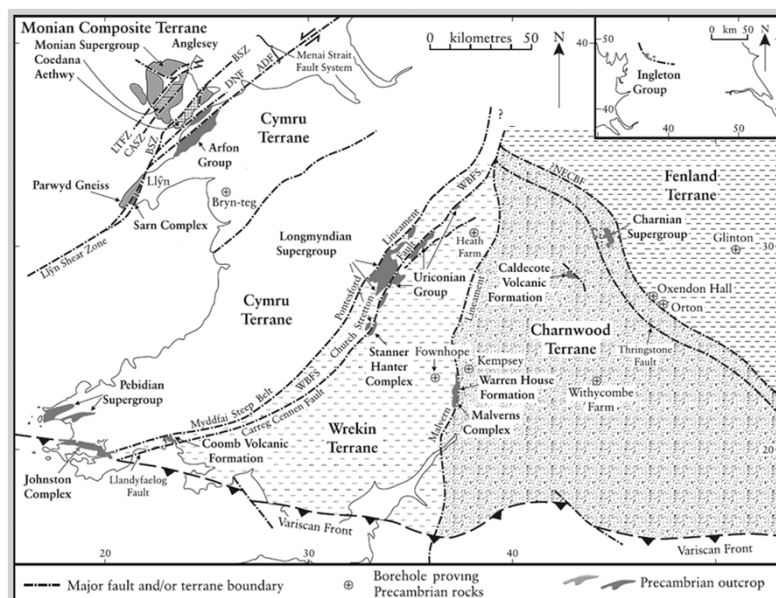 Monian Composite Terrane
Monian Supergroup
Anglesey
Coedana
Aethwy
BSZ
DNF
ADF
Menai Strait
Fault System
LTFZ
CASZ
BSZ
Cymru
Terrane
Arfon
Group
Parwyd Gneiss
Llŷn
Bryn-teg
Sarn Complex
Llŷn Shear Zone
0 kilometres 50
N
0 km 50
N
40
50
Ingleton
Group
40
40
50
?
WBFS
NECBF
Fenland
Terrane
Charnian
Supergroup
Glinton
30
Longmyndian
Supergroup
Lineament
Fault
Heath
Farm
Uriconian
Group
Caldecote
Volcanic
Formation
Oxendon Hall
Orton
Cymru
Terrane
Pontesford
Church Stretton
Lineament
Charnwood
Terrane
Thringstone
Fault
Stanner
Hanter
Complex
Fownhope
Kempsey
Warren House
Formation
Withycombe
Farm
Malverns
Complex
Malvern
Pebidian
Supergroup
Myddfai Steep Belt
WBFS
Carreg Cennen Fault
Wrekin
Terrane
Coomb Volcanic
Formation
Johnston
Complex
Llandyfaelog
Fault
20
Variscan Front
Variscan Front
20
30
40
Major fault and/or terrane boundary
Borehole proving
Precambrian rocks
Precambrian outcrop